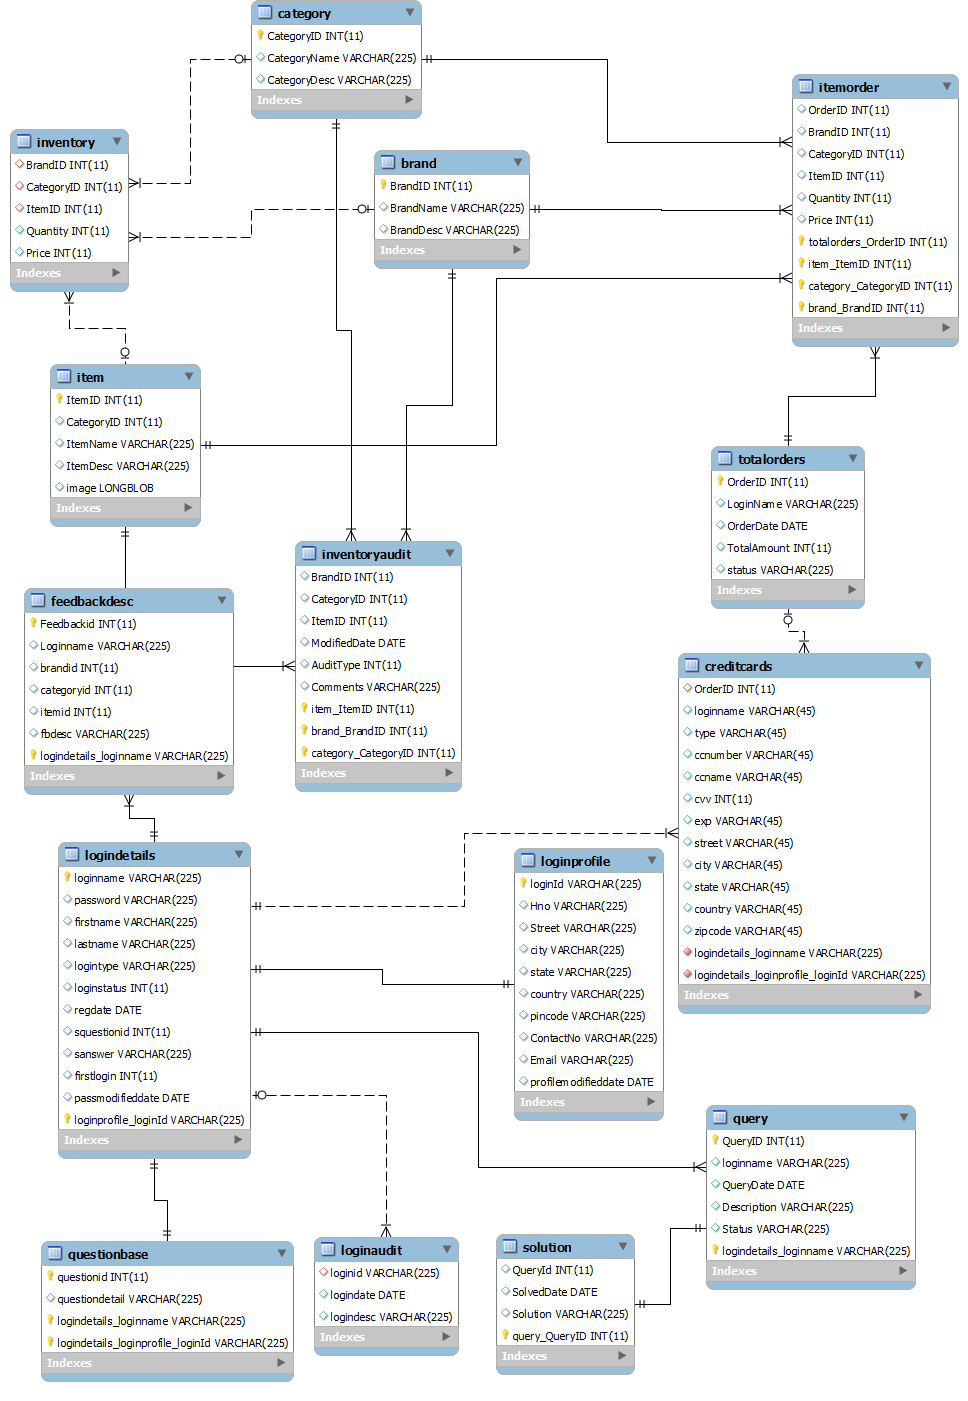 category
CategoryID INT(11)
CategoryName VARCHAR(225)
CategoryDesc VARCHAR(225)
Indexes
itemorder
OrderID INT(11)
BrandID INT(11)
CategoryID INT(11)
ItemID INT(11)
Quantity INT(11)
Price INT(11)
totalorders_OrderID INT(11)
item_ItemID INT(11)
category_CategoryID INT(11)
brand_BrandID INT(11)
Indexes
inventory
BrandID INT(11)
CategoryID INT(11)
ItemID INT(11)
Quantity INT(11)
Price INT(11)
Indexes
brand
BrandID INT(11)
BrandName VARCHAR(225)
BrandDesc VARCHAR(225)
Indexes
item
ItemID INT(11)
CategoryID INT(11)
ItemName VARCHAR(225)
ItemDesc VARCHAR(225)
image LONGBLOB
Indexes
totalorders
OrderID INT(11)
LoginName VARCHAR(225)
OrderDate DATE
TotalAmount INT(11)
status VARCHAR(225)
Indexes
inventoryaudit
BrandID INT(11)
CategoryID INT(11)
ItemID INT(11)
ModifiedDate DATE
AuditType INT(11)
Comments VARCHAR(225)
item_ItemID INT(11)
brand_BrandID INT(11)
category_CategoryID INT(11)
Indexes
feedbackdesc
Feedbackid INT(11)
Loginname VARCHAR(225)
brandid INT(11)
categoryid INT(11)
itemid INT(11)
fbdesc VARCHAR(225)
logindetails_loginname VARCHAR(225)
Indexes
creditcards
OrderID INT(11)
loginname VARCHAR(45)
type VARCHAR(45)
ccnumber VARCHAR(45)
ccname VARCHAR(45)
cvv INT(11)
exp VARCHAR(45)
street VARCHAR(45)
city VARCHAR(45)
state VARCHAR(45)
country VARCHAR(45)
zipcode VARCHAR(45)
logindetails_loginname VARCHAR(225)
logindetails_loginprofile_loginId VARCHAR(225)
Indexes
logindetails
loginname VARCHAR(225)
password VARCHAR(225)
firstname VARCHAR(225)
lastname VARCHAR(225)
logintype VARCHAR(225)
loginstatus INT(11)
regdate DATE
squestionid INT(11)
sanswer VARCHAR(225)
firstlogin INT(11)
passmodifieddate DATE
loginprofile_loginId VARCHAR(225)
Indexes
loginprofile
loginId VARCHAR(225)
Hno VARCHAR(225)
Street VARCHAR(225)
city VARCHAR(225)
state VARCHAR(225)
country VARCHAR(225)
pincode VARCHAR(225)
ContactNo VARCHAR(225)
Email VARCHAR(225)
profilemodifieddate DATE
Indexes
query
QueryID INT(11)
loginname VARCHAR(225)
QueryDate DATE
Description VARCHAR(225)
Status VARCHAR(225)
logindetails_loginname VARCHAR(225)
Indexes
questionbase
questionid INT(11)
questiondetail VARCHAR(225)
logindetails_loginname VARCHAR(225)
logindetails_loginprofile_loginId VARCHAR(225)
Indexes
loginaudit
loginid VARCHAR(225)
logindate DATE
logindesc VARCHAR(225)
Indexes
solution
QueryId INT(11)
SolvedDate DATE
Solution VARCHAR(225)
query_QueryID INT(11)
Indexes